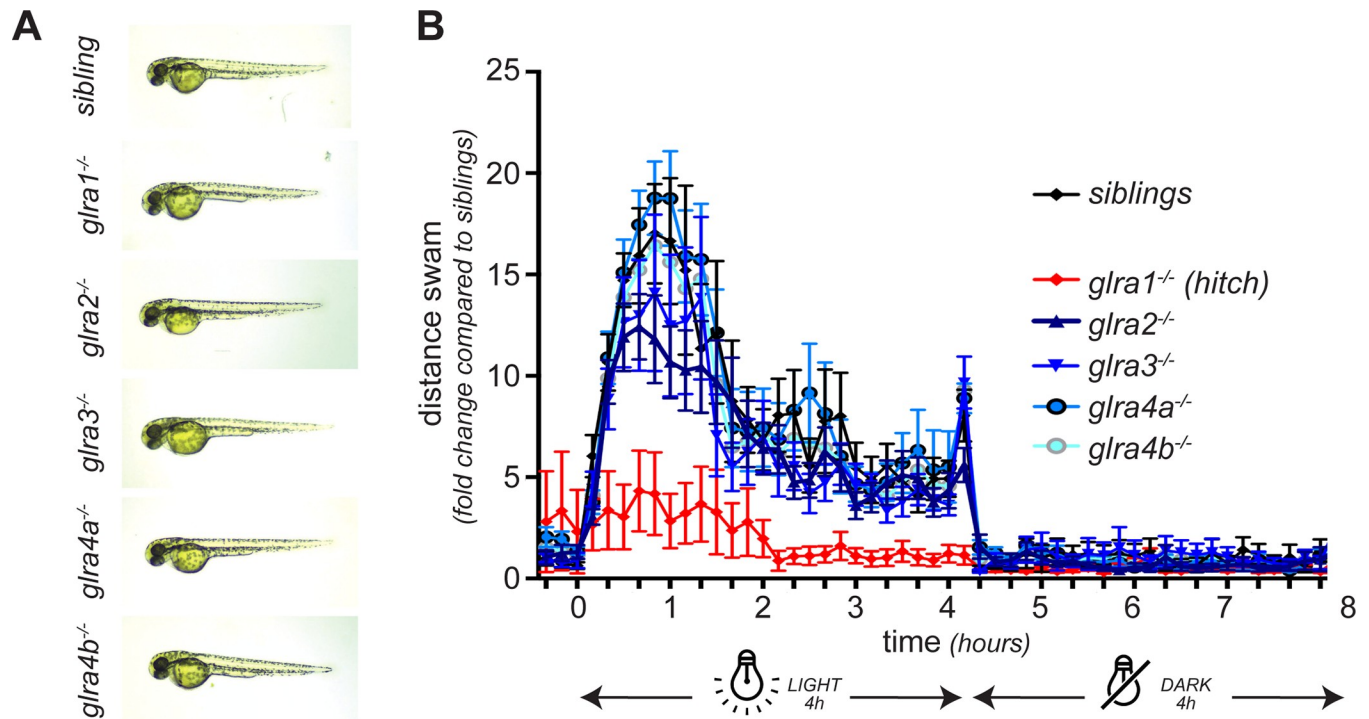 A
sibling
glra1-/-
glra2-/-
glra3-/-
glra4a-/-
glra4b-/-
B
distance swam
(fold change compared to siblings)
25
20
15
10
5
0
siblings
glra1-/- (hitch)
glra2-/-
glra3-/-
glra4a-/-
glra4b-/-
0 1 2 3 4 5 6 7 8
time (hours)
LIGHT
4h
DARK
4h